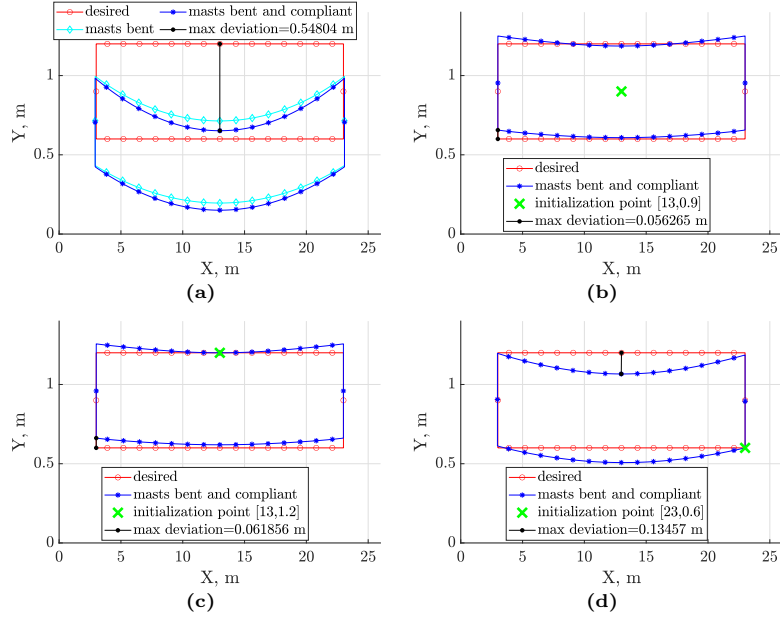 desired
masts bent and compliant
masts bent
max deviation=0.54804 m
Y, m
1
0.5
0
0 5 10 15 20 25
X, m
(a)
Y, m
1
0.5
0
desired
masts bent and compliant
initialization point [13,0.9]
max deviation=0.056265 m
0 5 10 15 20 25
X, m
(b)
Y, m
1
0.5
0
desired
masts bent and compliant
initialization point [13,1.2]
max deviation=0.061856 m
0 5 10 15 20 25
X, m
(c)
Y, m
1
0.5
0
desired
masts bent and compliant
initialization point [23,0.6]
max deviation=0.13457 m
0 5 10 15 20 25
X, m
(d)